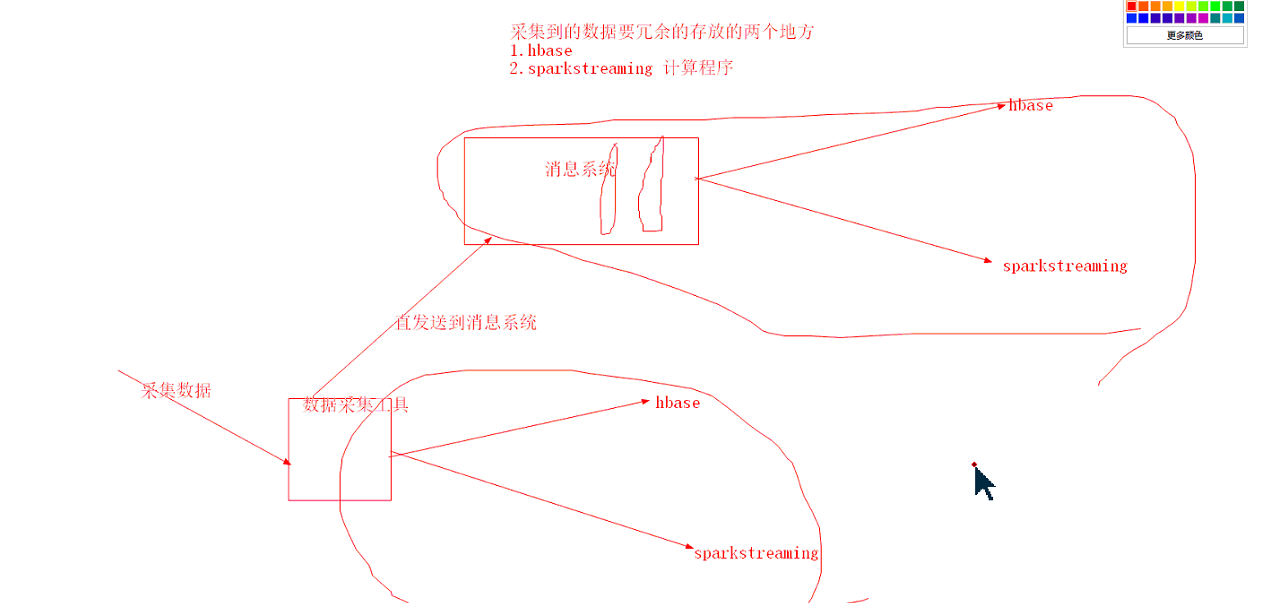 采集到的数据要冗余的存放的两个地方
1.hbase
2.sparkstreaming 计算程序
更多颜色
hbase
消息系统
sparkstreaming
直发送到消息系统
采集数据
数据采集工具
hbase
sparkstreaming